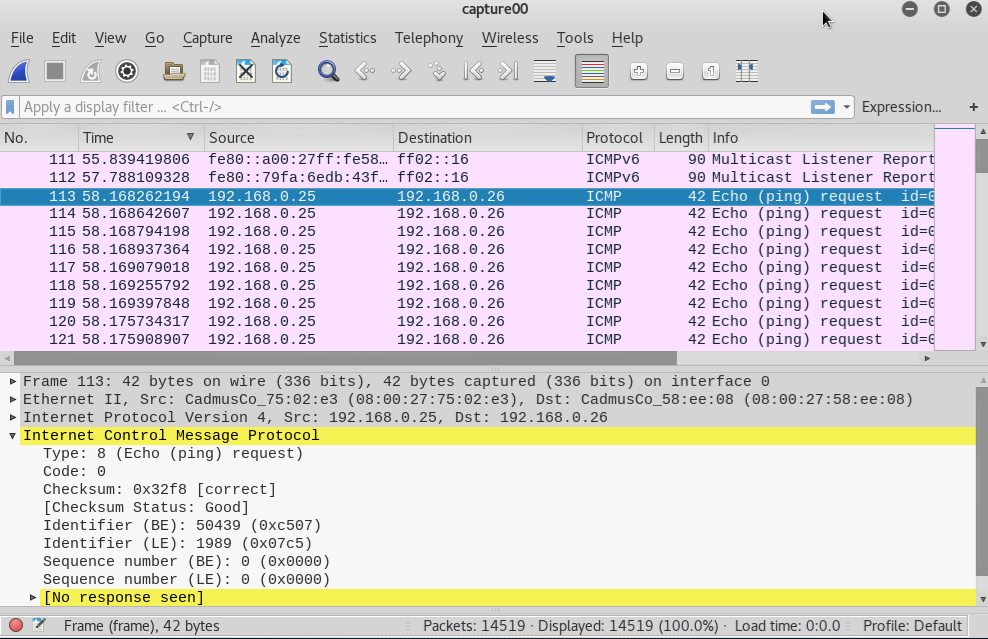 capture00
File Edit View Go Capture Analyze Statistics Telephony Wireless Tools Help
Apply a display filter ... <Ctrl-/> Expression... +
No. Time Source Destination Protocol Length Info
111 55.839419806 fe80::a00:27ff:fe58… ff02::16 ICMPv6 90 Multicast Listener Report
112 57.788109328 fe80::79fa:6edb:43f… ff02::16 ICMPv6 90 Multicast Listener Report
113 58.168262194 192.168.0.25 192.168.0.26 ICMP 42 Echo (ping) request id=0
114 58.168642607 192.168.0.25 192.168.0.26 ICMP 42 Echo (ping) request id=0
115 58.168794198 192.168.0.25 192.168.0.26 ICMP 42 Echo (ping) request id=0
116 58.168937364 192.168.0.25 192.168.0.26 ICMP 42 Echo (ping) request id=0
117 58.169079018 192.168.0.25 192.168.0.26 ICMP 42 Echo (ping) request id=0
118 58.169255792 192.168.0.25 192.168.0.26 ICMP 42 Echo (ping) request id=0
119 58.169397848 192.168.0.25 192.168.0.26 ICMP 42 Echo (ping) request id=0
120 58.175734317 192.168.0.25 192.168.0.26 ICMP 42 Echo (ping) request id=0
121 58.175908907 192.168.0.25 192.168.0.26 ICMP 42 Echo (ping) request id=0
Frame 113: 42 bytes on wire (336 bits), 42 bytes captured (336 bits) on interface 0
Ethernet II, Src: CadmusCo_75:02:e3 (08:00:27:75:02:e3), Dst: CadmusCo_58:ee:08 (08:00:27:58:ee:08)
Internet Protocol Version 4, Src: 192.168.0.25, Dst: 192.168.0.26
Internet Control Message Protocol
Type: 8 (Echo (ping) request)
Code: 0
Checksum: 0x32f8 [correct]
[Checksum Status: Good]
Identifier (BE): 50439 (0xc507)
Identifier (LE): 1989 (0x07c5)
Sequence number (BE): 0 (0x0000)
Sequence number (LE): 0 (0x0000)
[No response seen]
Frame (frame), 42 bytes Packets: 14519 · Displayed: 14519 (100.0%) · Load time: 0:0.0 Profile: Default